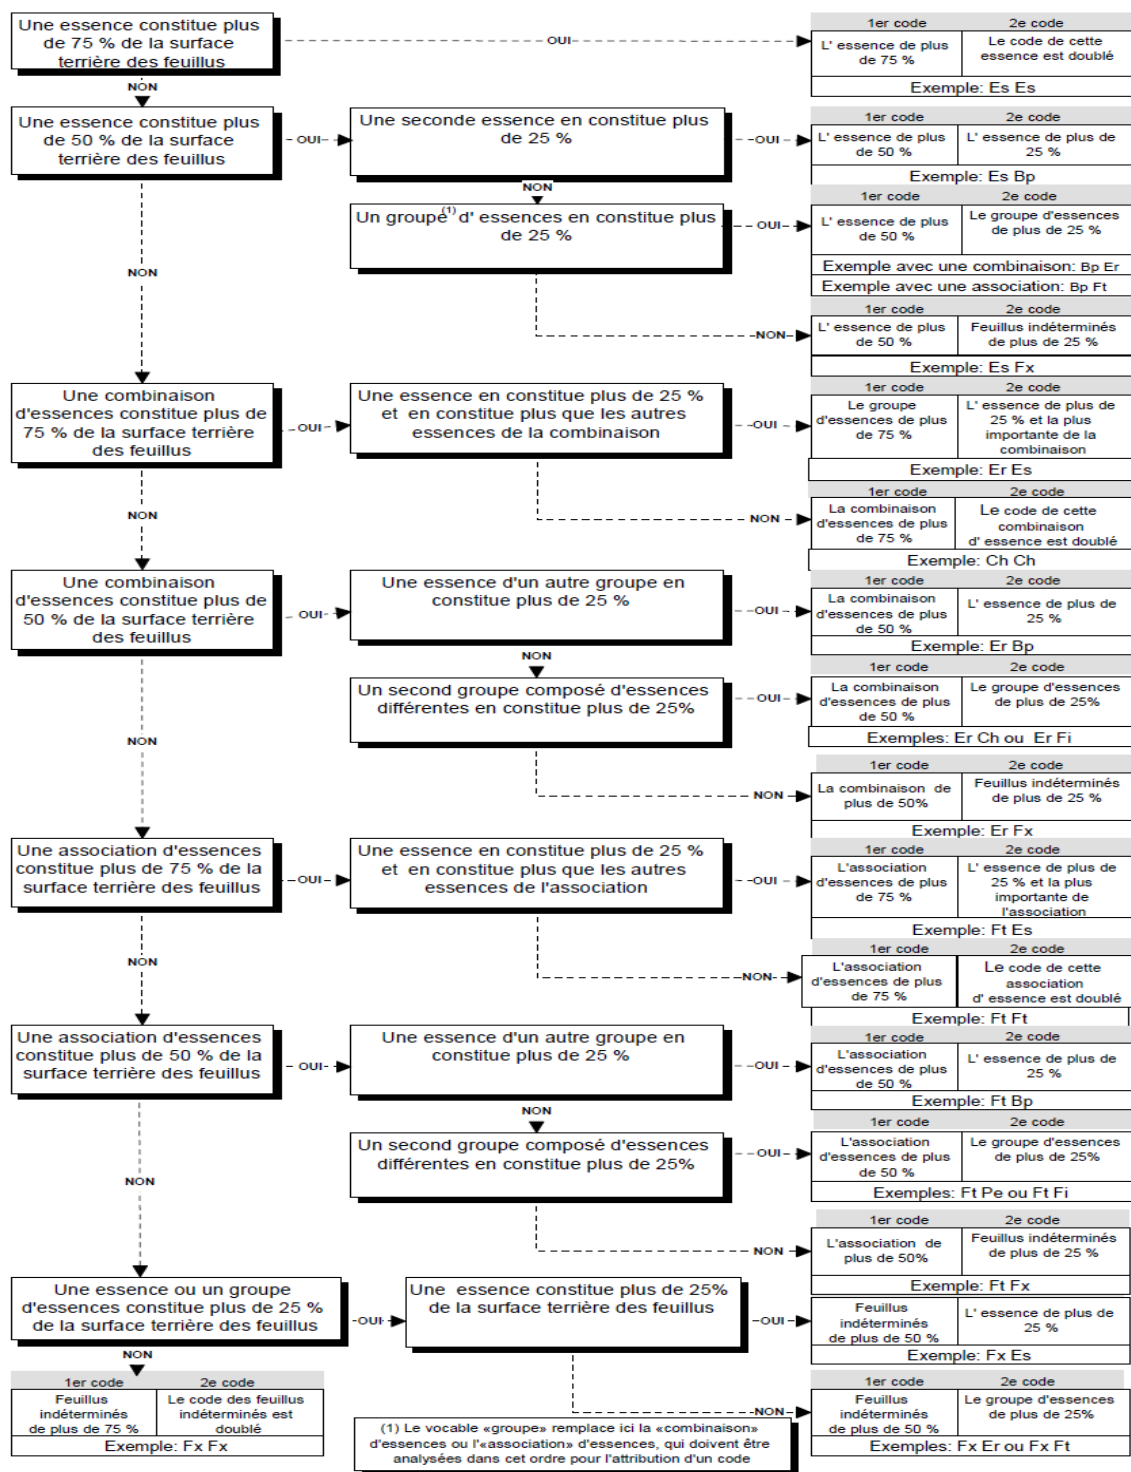 Une essence constitue plus
de 75 % de la surface
terrière des feuillus
OUI
1er code 2e code
L' essence de plus
de 75 %
Le code de cette
essence est doublé
Exemple: Es Es
NON
Une essence constitue plus
de 50 % de la surface
terrière des feuillus
OUI
Une seconde essence en constitue plus
de 25 %
OUI
1er code 2e code
L' essence de plus
de 50 %
L' essence de plus de
25 %
Exemple: Es Bp
NON
Un groupe(1) d' essences en constitue plus
de 25 %
OUI
1er code 2e code
L' essence de plus
de 50 %
Le groupe d'essences
de plus de 25 %
Exemple avec une combinaison: Bp Er
Exemple avec une association: Bp Ft
NON
NON
1er code 2e code
L' essence de plus
de 50 %
Feuillus indéterminés
de plus de 25 %
Exemple: Es Fx
Une combinaison
d'essences constitue plus de
75 % de la surface terrière
des feuillus
OUI
Une essence en constitue plus de 25 %
et en constitue plus que les autres
essences de la combinaison
OUI
1er code 2e code
Le groupe
d'essences de plus
de 75 %
L' essence de plus de
25 % et la plus
importante de la
combinaison
Exemple: Er Es
NON
NON
1er code 2e code
La combinaison
d'essences de plus
de 75 %
Le code de cette
combinaison
d' essence est doublé
Exemple: Ch Ch
Une combinaison
d'essences constitue plus de
50 % de la surface terrière
des feuillus
OUI
Une essence d'un autre groupe en
constitue plus de 25 %
OUI
1er code 2e code
La combinaison
d'essences de plus
de 50 %
L' essence de plus de
25 %
Exemple: Er Bp
NON
Un second groupe composé d'essences
différentes en constitue plus de 25%
OUI
1er code 2e code
La combinaison
d'essences de plus
de 50 %
Le groupe d'essences
de plus de 25%
Exemples: Er Ch ou Er Fi
NON
NON
1er code 2e code
La combinaison de
plus de 50%
Feuillus indéterminés
de plus de 25 %
Exemple: Er Fx
Une association d'essences
constitue plus de 75 % de la
surface terrière des feuillus
OUI
Une essence en constitue plus de 25 %
et en constitue plus que les autres
essences de l'association
OUI
1er code 2e code
L'association
d'essences de plus
de 75 %
L' essence de plus de
25 % et la plus
importante de
l'association
Exemple: Ft Es
NON
NON
1er code 2e code
L'association
d'essences de plus
de 75 %
Le code de cette
association
d' essence est doublé
Exemple: Ft Ft
Une association d'essences
constitue plus de 50 % de la
surface terrière des feuillus
OUI
Une essence d'un autre groupe en
constitue plus de 25 %
OUI
1er code 2e code
L'association
d'essences de plus
de 50 %
L' essence de plus de
25 %
Exemple: Ft Bp
NON
Un second groupe composé d'essences
différentes en constitue plus de 25%
OUI
1er code 2e code
L'association
d'essences de plus
de 50 %
Le groupe d'essences
de plus de 25%
Exemples: Ft Pe ou Ft Fi
NON
NON
1er code 2e code
L'association de
plus de 50%
Feuillus indéterminés
de plus de 25 %
Exemple: Ft Fx
Une essence ou un groupe
d'essences constitue plus de 25 %
de la surface terrière des feuillus
OUI
Une essence constitue plus de 25%
de la surface terrière des feuillus
OUI
Feuillus
indéterminés
de plus de 50 %
L' essence de plus de
25 %
Exemple: Fx Es
NON
1er code 2e code
Feuillus
indéterminés
de plus de 75 %
Le code des feuillus
indéterminés est
doublé
Exemple: Fx Fx
NON
1er code 2e code
Feuillus
indéterminés
de plus de 50 %
Le groupe d'essences
de plus de 25%
Exemples: Fx Er ou Fx Ft
(1) Le vocable «groupe» remplace ici la «combinaison»
d'essences ou l'«association» d'essences, qui doivent être
analysées dans cet ordre pour l'attribution d'un code